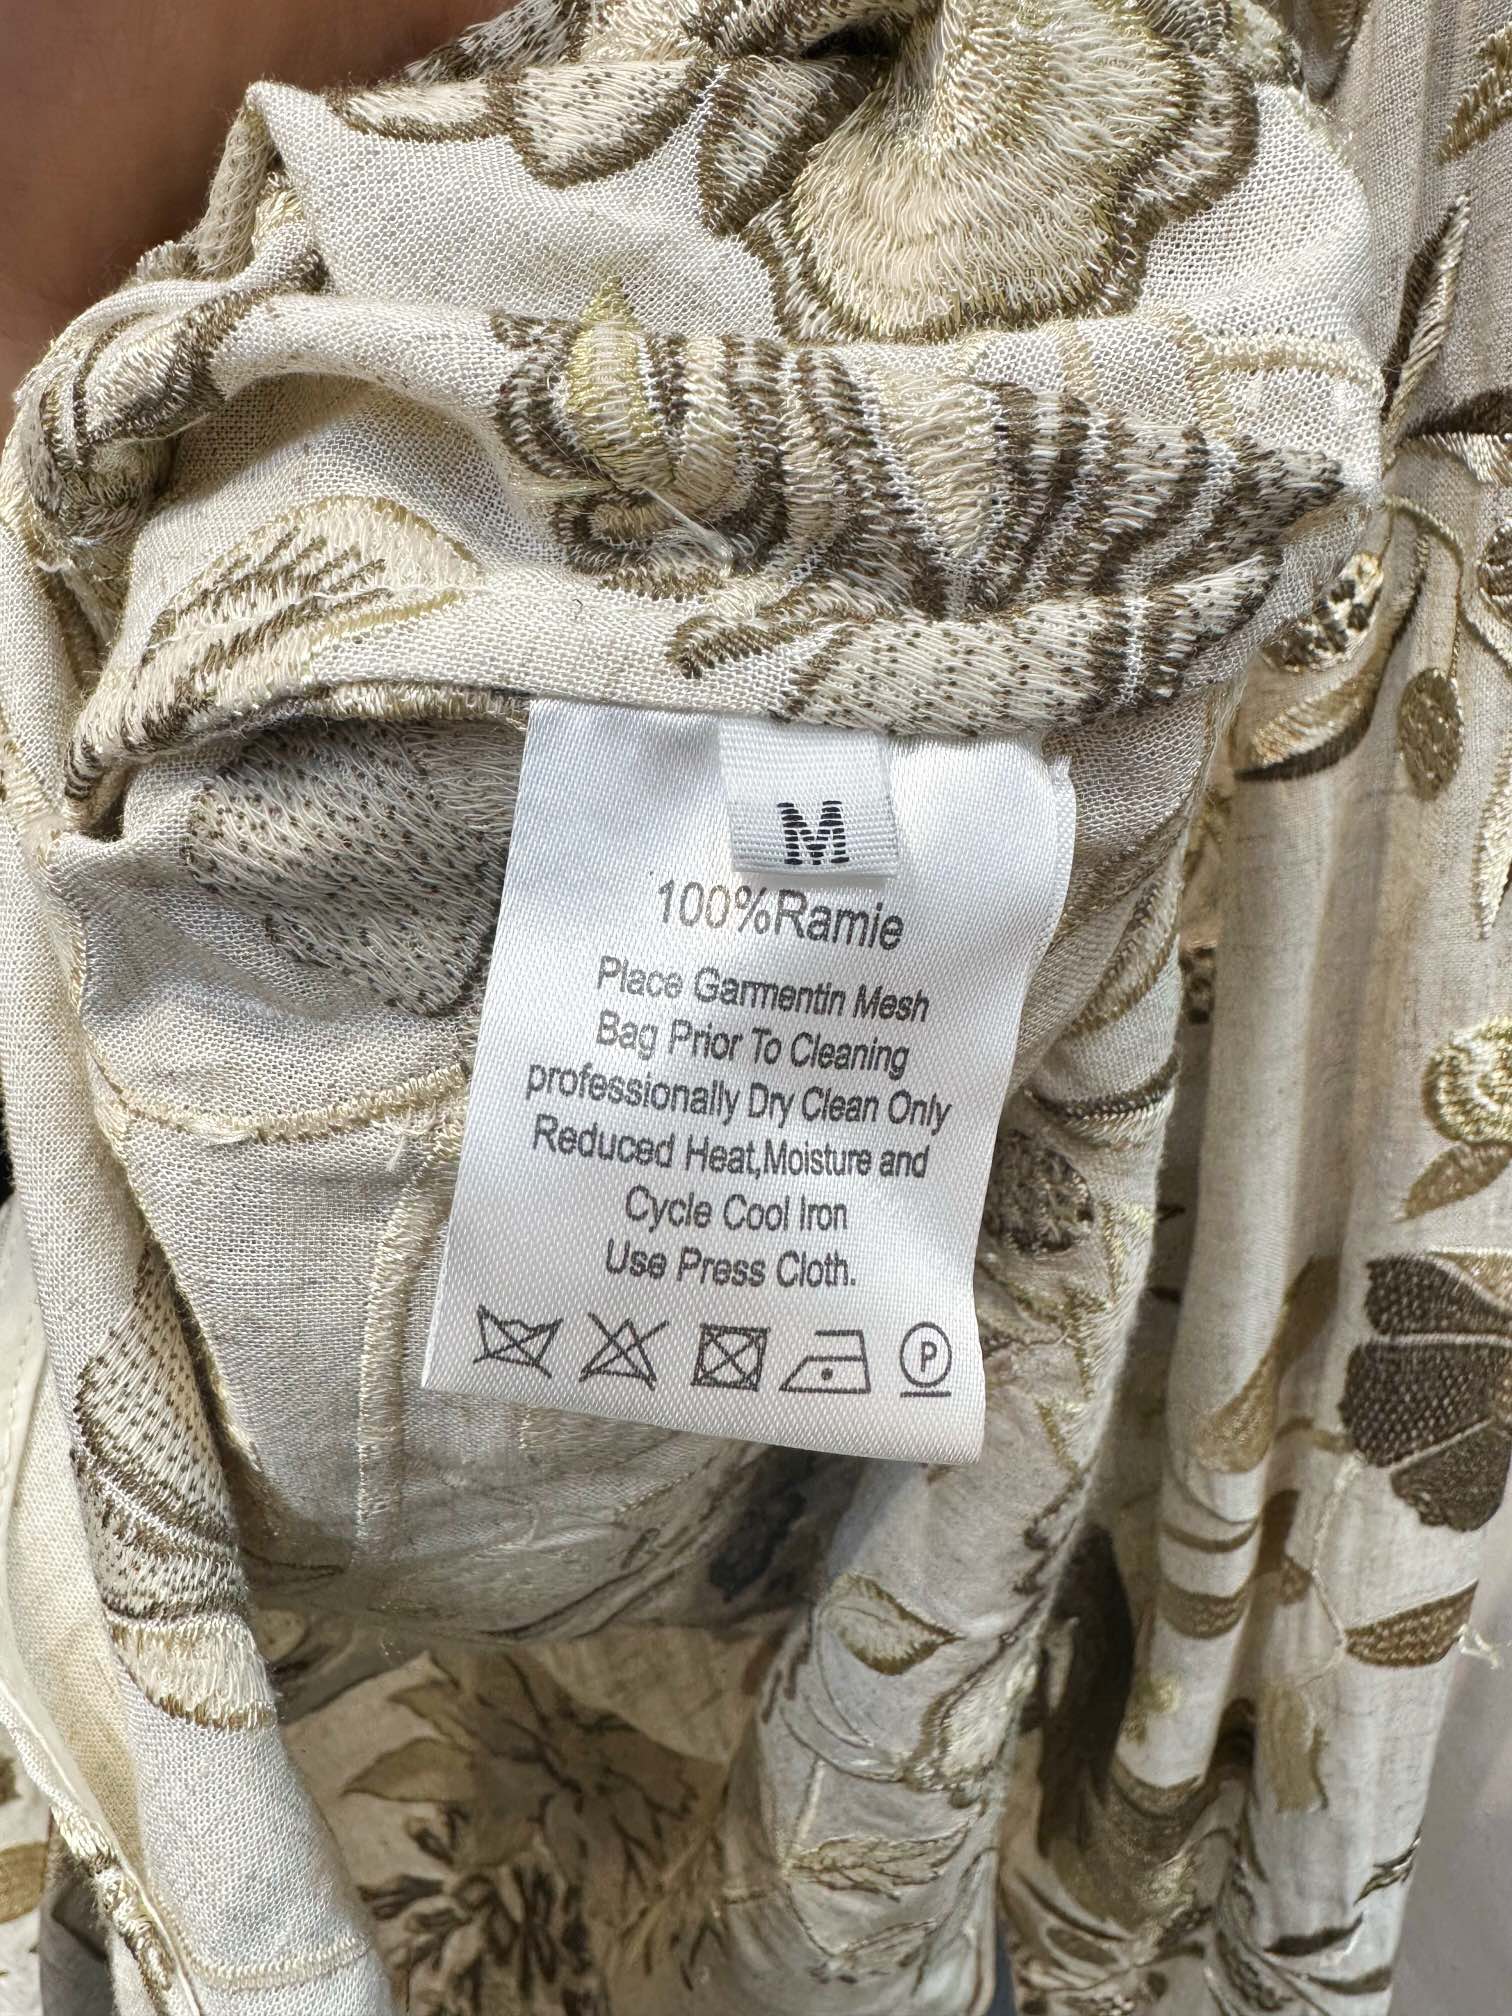 M
100%Ramie
Place Garmentin Mesh
Bag Prior To Cleaning
professionally Dry Clean Only
Reduced Heat,Moisture and
Cycle Cool Iron
Use Press Cloth.
P